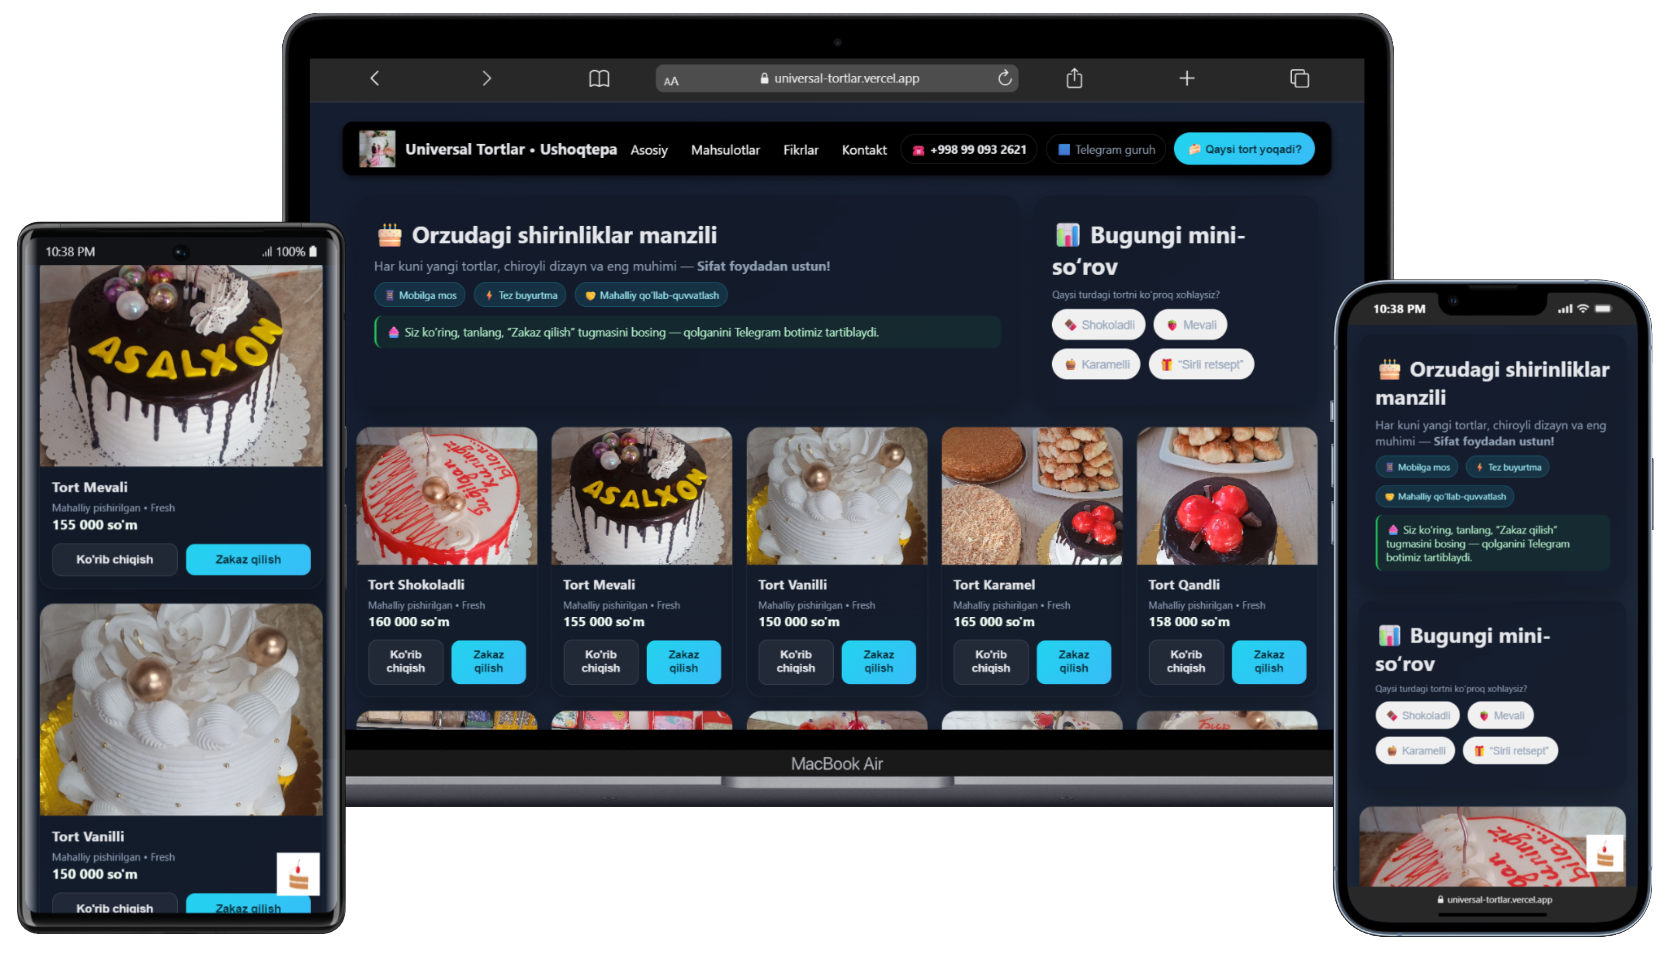 AA universal-tortlar.vercel.app
Universal Tortlar • Ushoqtepa Asosiy Mahsulotlar Fikrlar Kontakt +998 99 093 2621 Telegram guruh Qaysi tort yoqadi?
Orzudagi shirinliklar manzili
Har kuni yangi tortlar, chiroyli dizayn va eng muhimi — Sifat foydadan ustun!
Mobilga mos Tez buyurtma Mahalliy qo'llab-quvvatlash
Siz ko'ring, tanlang, "Zakaz qilish" tugmasini bosing — qolganini Telegram botimiz tartiblaydi.
Bugungi mini-
so'rov
Qaysi turdagi tortni ko'proq xohlaysiz?
Shokoladli Mevali
Karamelli "Sirli retsept"
Sujilgan
Kuningiz
bilan
ASALXON
Tort Shokoladli
Mahalliy pishirilgan • Fresh
160 000 so'm
Ko'rib
chiqish
Zakaz
qilish
Tort Mevali
Mahalliy pishirilgan • Fresh
155 000 so'm
Ko'rib
chiqish
Zakaz
qilish
Tort Vanilli
Mahalliy pishirilgan • Fresh
150 000 so'm
Ko'rib
chiqish
Zakaz
qilish
Tort Karamel
Mahalliy pishirilgan • Fresh
165 000 so'm
Ko'rib
chiqish
Zakaz
qilish
Tort Qandli
Mahalliy pishirilgan • Fresh
158 000 so'm
Ko'rib
chiqish
Zakaz
qilish
MacBook Air
10:38 PM 100%
ASALXON
Tort Mevali
Mahalliy pishirilgan • Fresh
155 000 so'm
Ko'rib chiqish Zakaz qilish
Tort Vanilli
Mahalliy pishirilgan • Fresh
150 000 so'm
Ko'rib chiqish Zakaz qilish
10:38 PM
Orzudagi shirinliklar
manzili
Har kuni yangi tortlar, chiroyli dizayn va eng
muhimi — Sifat foydadan ustun!
Mobilga mos Tez buyurtma
Mahalliy qo'llab-quvvatlash
Siz ko'ring, tanlang, "Zakaz qilish"
tugmasini bosing — qolganini Telegram
botimiz tartiblaydi.
Bugungi mini-
so'rov
Qaysi turdagi tortni ko'proq xohlaysiz?
Shokoladli Mevali
Karamelli "Sirli retsept"
bilan
universal-tortlar.vercel.app